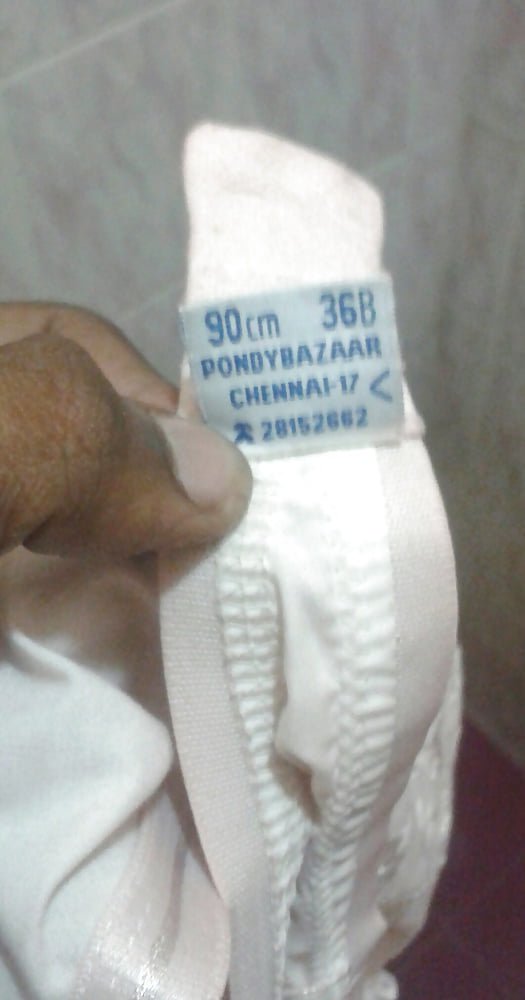 90cm 36B
PONDYBAZAAR
CHENNAI-17 <
28152662